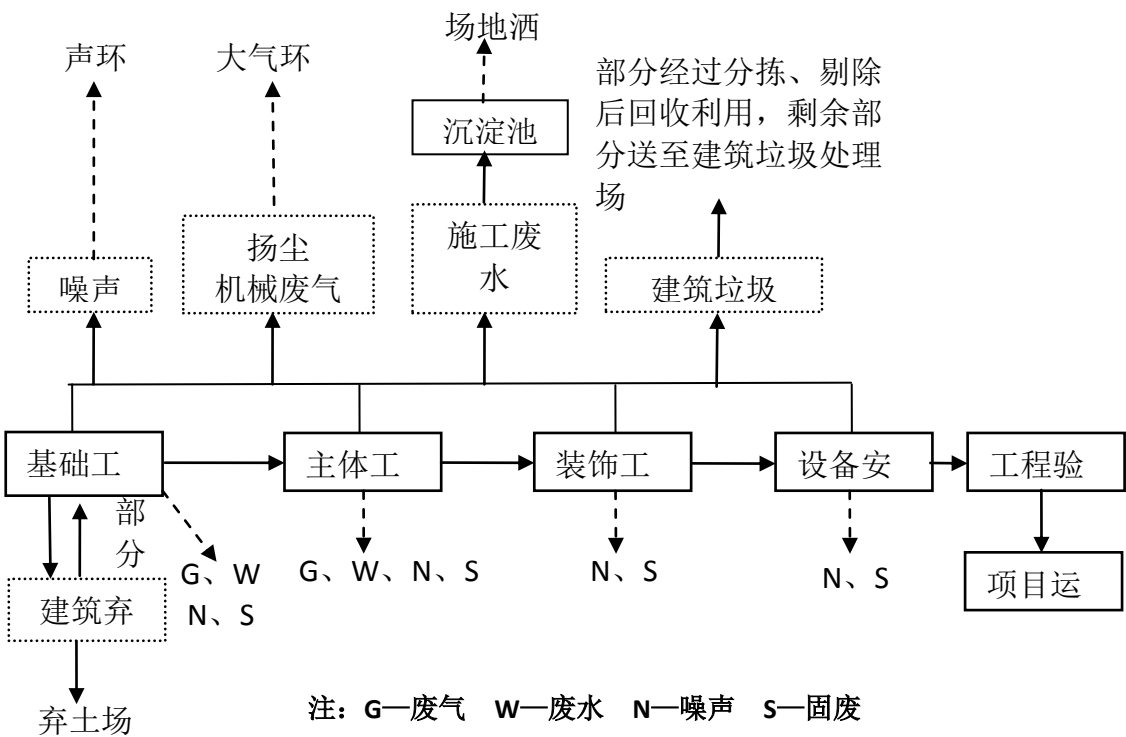 场地洒
声环
大气环
部分经过分拣、剔除
后回收利用，剩余部
分送至建筑垃圾处理
场
沉淀池
施工废
水
扬尘
机械废气
噪声
建筑垃圾
基础工
主体工
装饰工
设备安
工程验
部
分
G、W
N、S
G、W、N、S
N、S
N、S
项目运
建筑弃
弃土场
注：G—废气 W—废水 N—噪声 S—固废